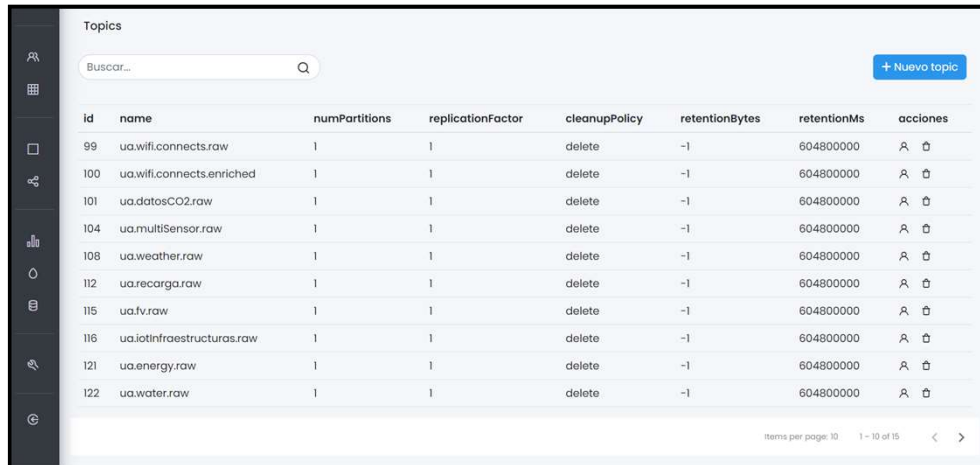 Topics
Buscar...
+ Nuevo topic
id name numPartitions replicationFactor cleanupPolicy retentionBytes retentionMs acciones
99 ua.wifi.connects.raw 1 1 delete -1 604800000
100 ua.wifi.connects.enriched 1 1 delete -1 604800000
101 ua.datosCO2.raw 1 1 delete -1 604800000
104 ua.multiSensor.raw 1 1 delete -1 604800000
108 ua.weather.raw 1 1 delete -1 604800000
112 ua.recarga.raw 1 1 delete -1 604800000
115 ua.fv.raw 1 1 delete -1 604800000
116 ua.iotInfraestructuras.raw 1 1 delete -1 604800000
121 ua.energy.raw 1 1 delete -1 604800000
122 ua.water.raw 1 1 delete -1 604800000
Items per page: 10 1 – 10 of 15